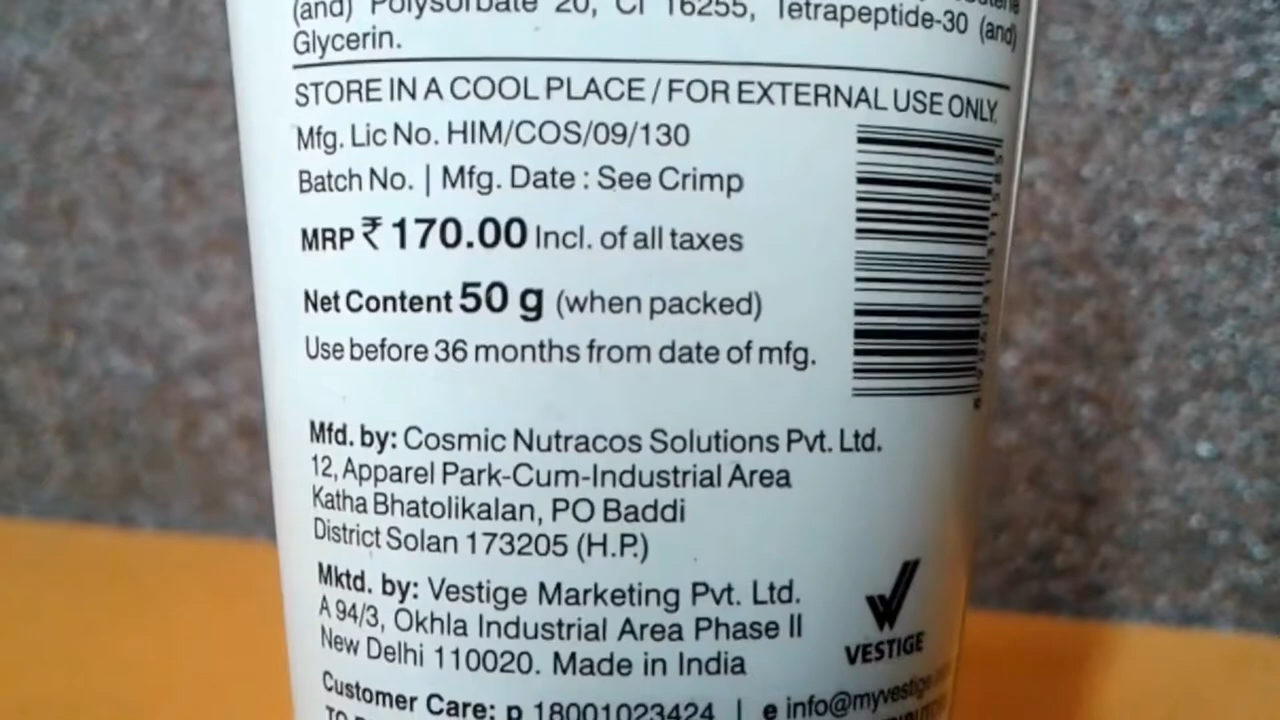 (and) Polysorbate 20, CI 16255, Tetrapeptide-30 (and)
Glycerin.
STORE IN A COOL PLACE / FOR EXTERNAL USE ONLY.
Mfg. Lic No. HIM/COS/09/130
Batch No. | Mfg. Date : See Crimp
MRP ₹ 170.00 Incl. of all taxes
Net Content 50 g (when packed)
Use before 36 months from date of mfg.
Mfd. by: Cosmic Nutracos Solutions Pvt. Ltd.
12, Apparel Park-Cum-Industrial Area
Katha Bhatolikalan, PO Baddi
District Solan 173205 (H.P.)
Mktd. by: Vestige Marketing Pvt. Ltd.
A 94/3, Okhla Industrial Area Phase II
New Delhi 110020. Made in India
VESTIGE
Customer Care: p 18001023424 | e info@myvestige